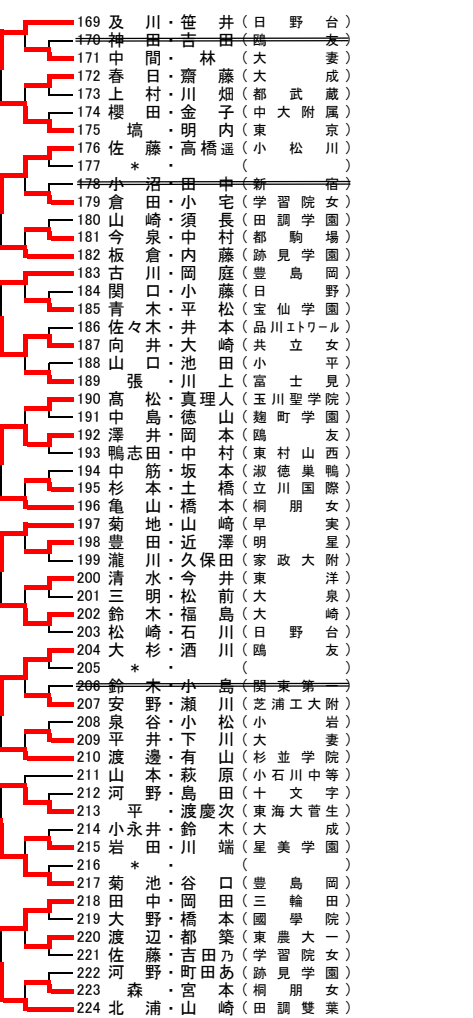 169 及川・笹井（日野台）
170 神田・吉田（鴎友）
171 中間・林（大妻）
172 春日・齋藤（大成）
173 上村・川畑（都武蔵）
174 櫻田・金子（中大附属）
175 塙・明内（東京）
176 佐藤・高橋遥（小松川）
177 ＊・（）
178 小沼・田中（新宿）
179 倉田・小宅（学習院女）
180 山崎・須長（田調学園）
181 今泉・中村（都駒場）
182 板倉・内藤（跡見学園）
183 古川・岡庭（豊島岡）
184 関口・小藤（日野）
185 青木・平松（宝仙学園）
186 佐々木・井本（品川エトワール）
187 向井・大崎（共立女）
188 山口・池田（小平）
189 張・川上（富士見）
190 髙松・真理人（玉川聖学院）
191 中島・徳山（麹町学園）
192 澤井・岡本（鴎友）
193 鴨志田・中村（東村山西）
194 中筋・坂本（淑徳巣鴨）
195 杉本・土橋（立川国際）
196 亀山・橋本（桐朋女）
197 菊地・山﨑（早実）
198 豊田・近澤（明星）
199 瀧川・久保田（家政大附）
200 清水・今井（東洋）
201 三明・松前（大泉）
202 鈴木・福島（大崎）
203 松崎・石川（日野台）
204 大杉・酒川（鴎友）
205 ＊・（）
206 鈴木・小島（関東第一）
207 安野・瀬川（芝浦工大附）
208 泉谷・小松（小岩）
209 平井・下川（大妻）
210 渡邊・有山（杉並学院）
211 山本・萩原（小石川中等）
212 河野・島田（十文字）
213 平・渡慶次（東海大菅生）
214 小永井・鈴木（大成）
215 岩田・川端（星美学園）
216 ＊・（）
217 菊池・谷口（豊島岡）
218 田中・岡田（三輪田）
219 大野・橋本（國學院）
220 渡辺・都築（東農大一）
221 佐藤・吉田乃（学習院女）
222 河野・町田あ（跡見学園）
223 森・宮本（桐朋女）
224 北浦・山崎（田調雙葉）